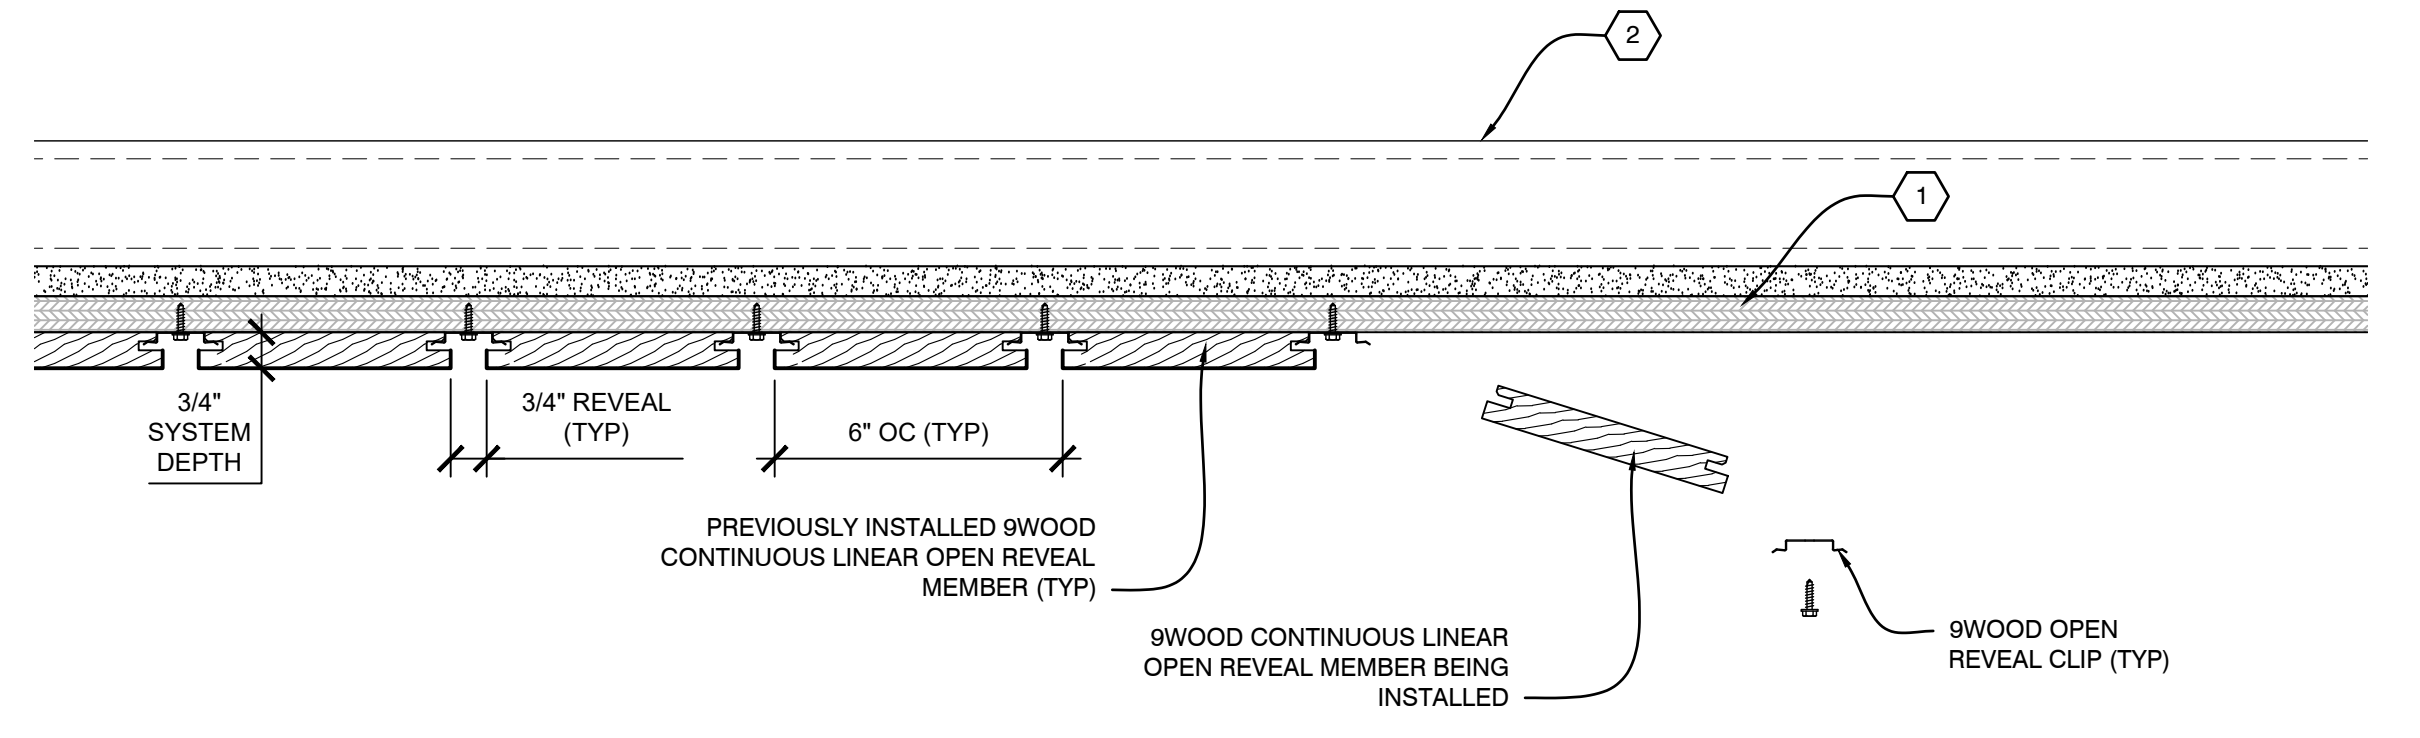 2
1
3/4"
SYSTEM
DEPTH
3/4" REVEAL
(TYP)
6" OC (TYP)
PREVIOUSLY INSTALLED 9WOOD
CONTINUOUS LINEAR OPEN REVEAL
MEMBER (TYP)
9WOOD CONTINUOUS LINEAR
OPEN REVEAL MEMBER BEING
INSTALLED
9WOOD OPEN
REVEAL CLIP (TYP)